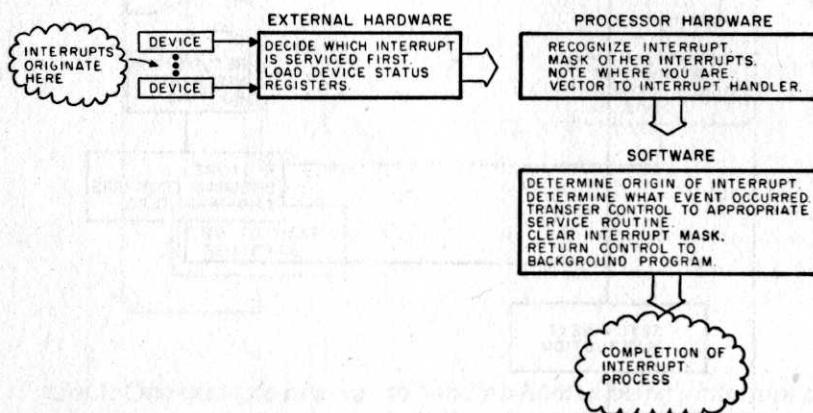 EXTERNAL HARDWARE
PROCESSOR HARDWARE
INTERRUPTS
ORIGINATE
HERE
DEVICE
DEVICE
DECIDE WHICH INTERRUPT
IS SERVICED FIRST.
LOAD DEVICE STATUS
REGISTERS.
RECOGNIZE INTERRUPT.
MASK OTHER INTERRUPTS.
NOTE WHERE YOU ARE.
VECTOR TO INTERRUPT HANDLER.
SOFTWARE
DETERMINE ORIGIN OF INTERRUPT.
DETERMINE WHAT EVENT OCCURRED.
TRANSFER CONTROL TO APPROPRIATE
SERVICE ROUTINE.
CLEAR INTERRUPT MASK.
RETURN CONTROL TO
BACKGROUND PROGRAM.
COMPLETION OF
INTERRUPT
PROCESS